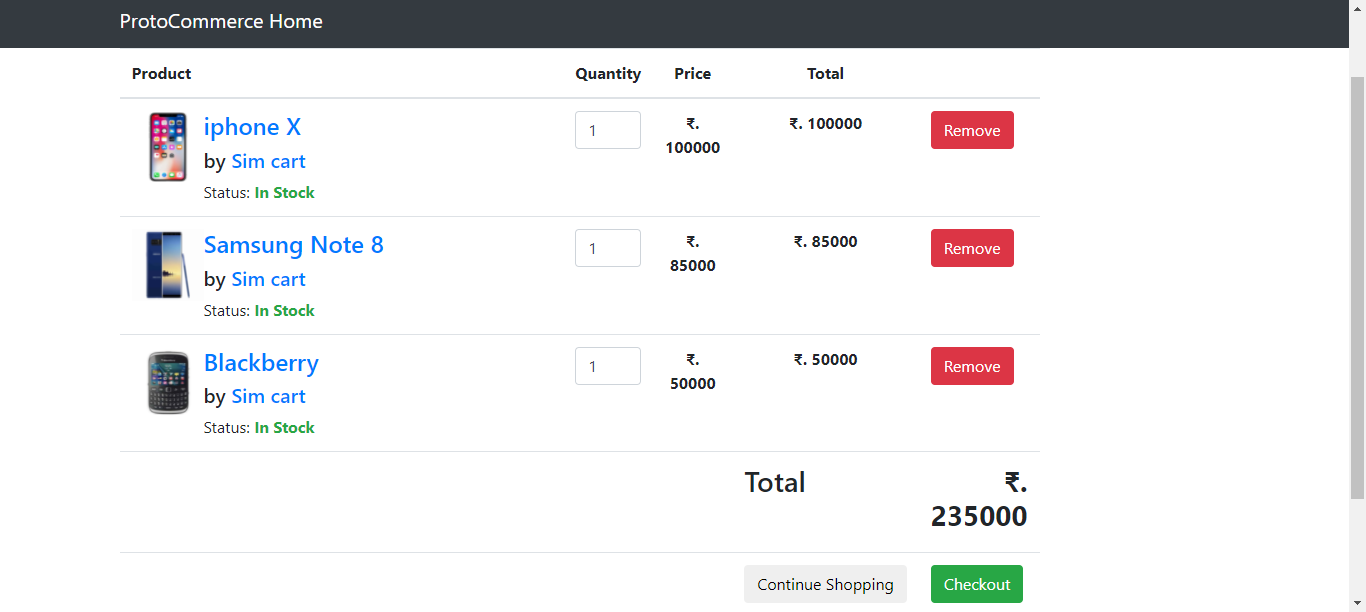 ProtoCommerce Home
Product Quantity Price Total
iphone X 1 ₹. 100000 ₹. 100000 Remove
by Sim cart
Status: In Stock
Samsung Note 8 1 ₹. 85000 ₹. 85000 Remove
by Sim cart
Status: In Stock
Blackberry 1 ₹. 50000 ₹. 50000 Remove
by Sim cart
Status: In Stock
Total ₹. 235000
Continue Shopping Checkout